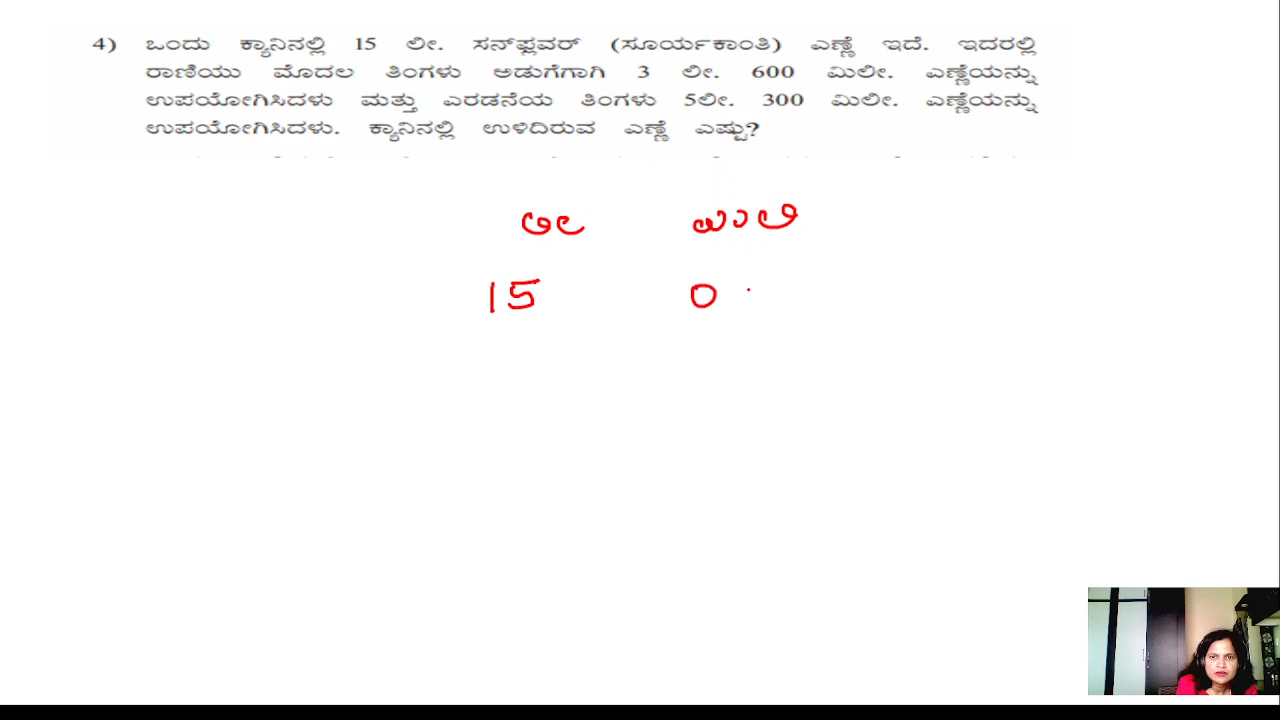 4) ಒಂದು ಕ್ಯಾನಿನಲ್ಲಿ 15 ಲೀ. ಸನ್‌ಫ್ಲವರ್ (ಸೂರ್ಯಕಾಂತಿ) ಎಣ್ಣೆ ಇದೆ. ಇದರಲ್ಲಿ
ರಾಣಿಯು ಮೊದಲ ತಿಂಗಳು ಅಡುಗೆಗಾಗಿ 3 ಲೀ. 600 ಮಿಲೀ. ಎಣ್ಣೆಯನ್ನು
ಉಪಯೋಗಿಸಿದಳು ಮತ್ತು ಎರಡನೆಯ ತಿಂಗಳು 5ಲೀ. 300 ಮಿಲೀ. ಎಣ್ಣೆಯನ್ನು
ಉಪಯೋಗಿಸಿದಳು. ಕ್ಯಾನಿನಲ್ಲಿ ಉಳಿದಿರುವ ಎಣ್ಣೆ ಎಷ್ಟು?
15 0